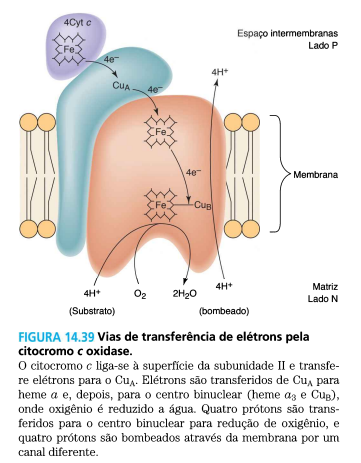 4Cyt c
Fe
4e⁻
CuA
4e⁻
Espaço intermembranas
Lado P
4H⁺
Fe
4e⁻
Fe
CuB
Membrana
4H⁺
O₂
2H₂O
4H⁺
(Substrato)
(bombeado)
Matriz
Lado N
FIGURA 14.39 Vias de transferência de elétrons pela
citocromo c oxidase.
O citocromo c liga-se à superfície da subunidade II e transfe-
re elétrons para o CuA. Elétrons são transferidos de CuA para
heme a e, depois, para o centro binuclear (heme a₃ e CuB),
onde oxigênio é reduzido a água. Quatro prótons são trans-
feridos para o centro binuclear para redução de oxigênio, e
quatro prótons são bombeados através da membrana por um
canal diferente.